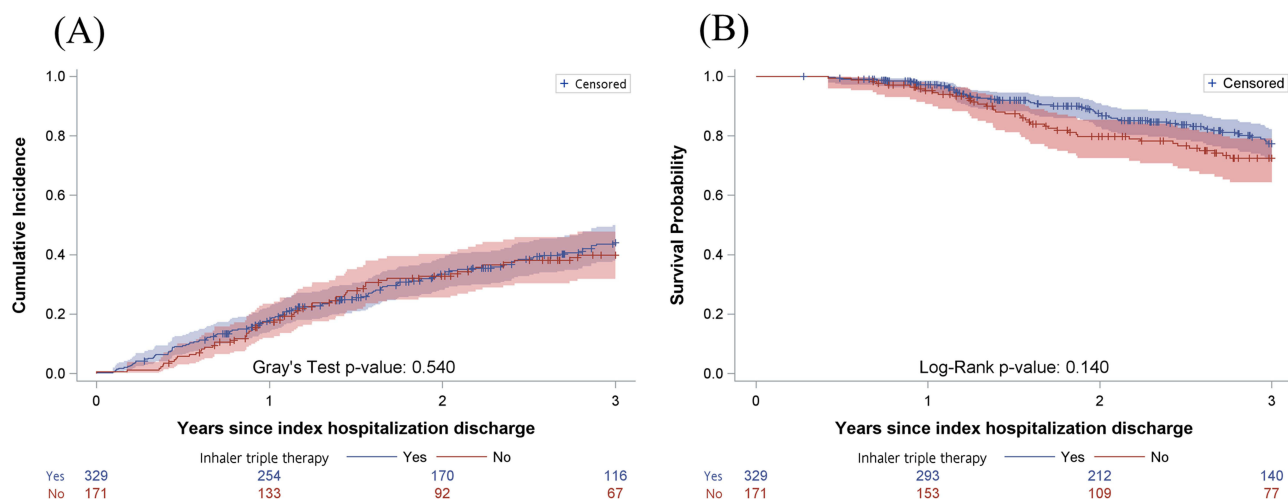 (A)
+ Censored
Cumulative Incidence
1.0
0.8
0.6
0.4
0.2
0.0
Gray's Test p-value: 0.540
0 1 2 3
Years since index hospitalization discharge
Inhaler triple therapy Yes No
Yes 329 254 170 116
No 171 133 92 67
(B)
+ Censored
Survival Probability
1.0
0.8
0.6
0.4
0.2
0.0
Log-Rank p-value: 0.140
0 1 2 3
Years since index hospitalization discharge
Inhaler triple therapy Yes No
Yes 329 293 212 140
No 171 153 109 77